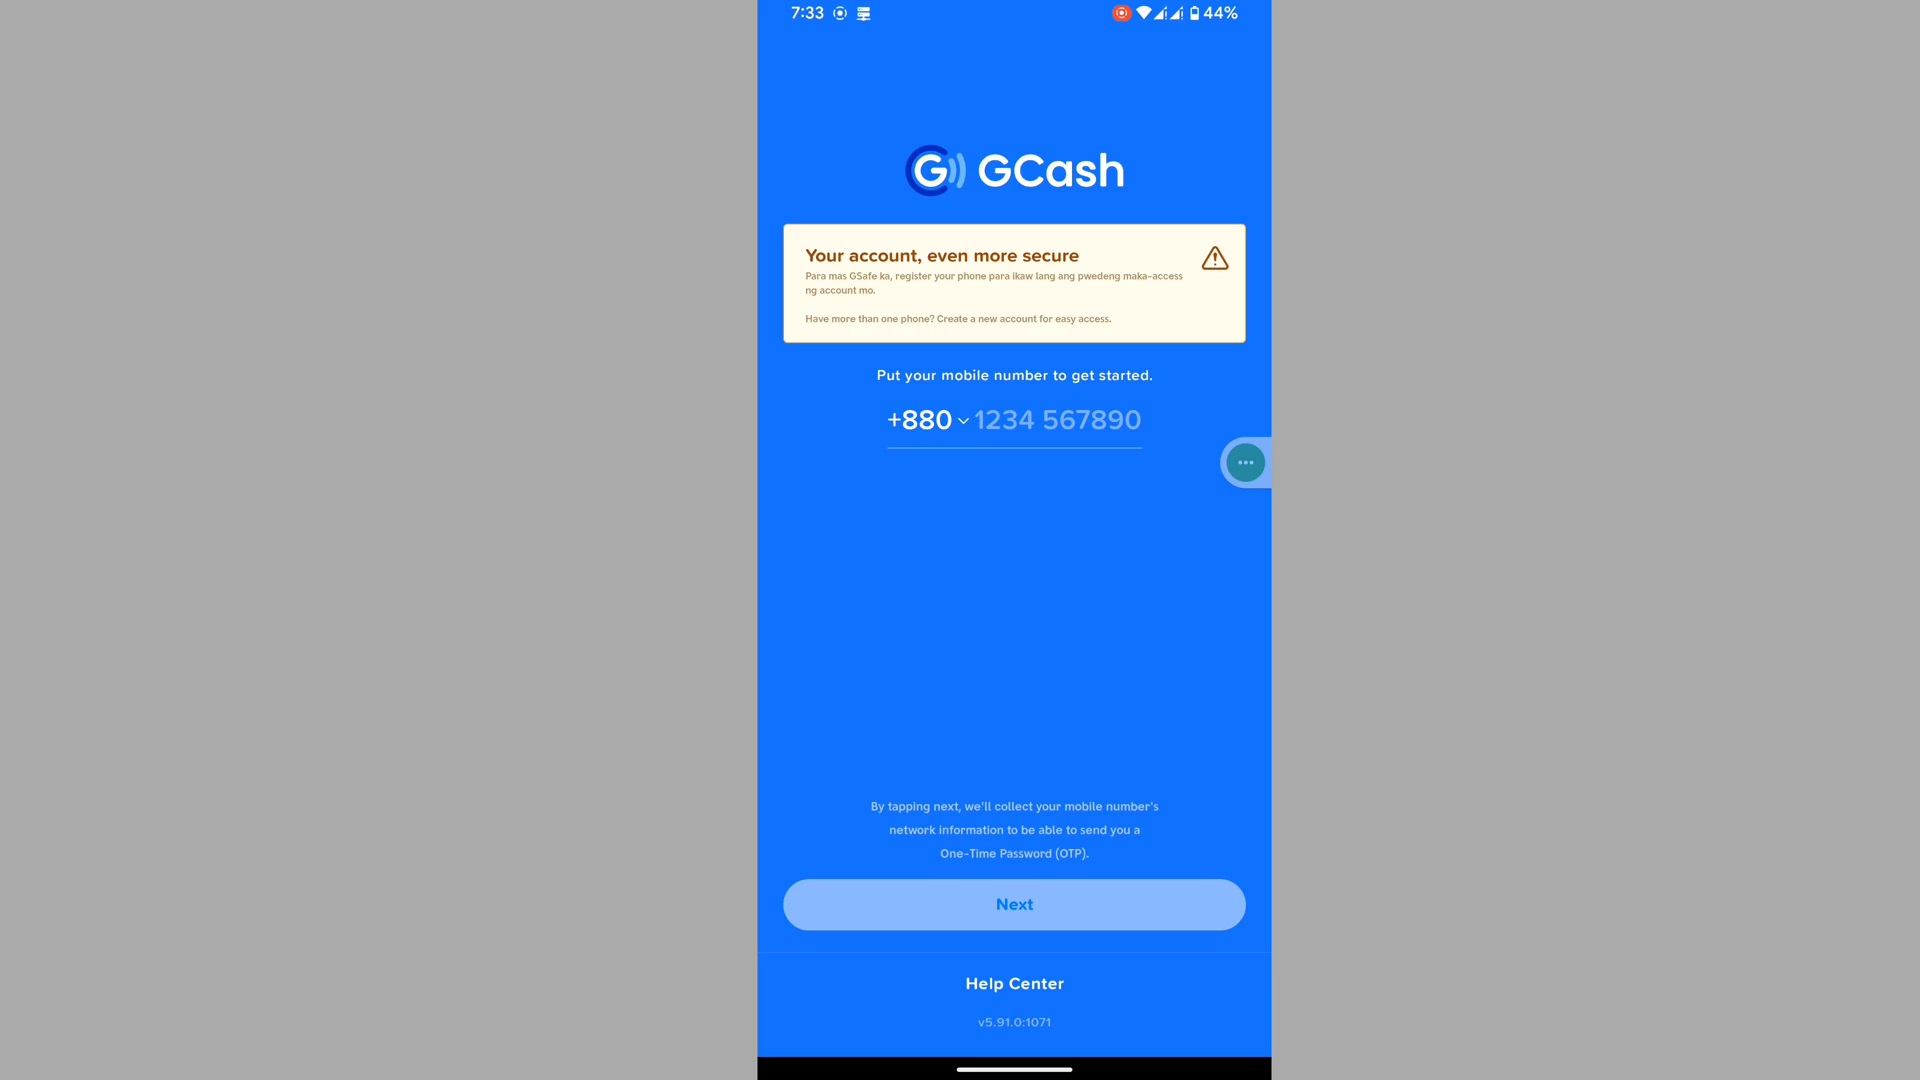 7:33
44%
GCash
Your account, even more secure
Para mas GSafe ka, register your phone para ikaw lang ang pwedeng maka-access
ng account mo.
Have more than one phone? Create a new account for easy access.
Put your mobile number to get started.
+880 1234 567890
By tapping next, we'll collect your mobile number's
network information to be able to send you a
One-Time Password (OTP).
Next
Help Center
v5.91.0:1071